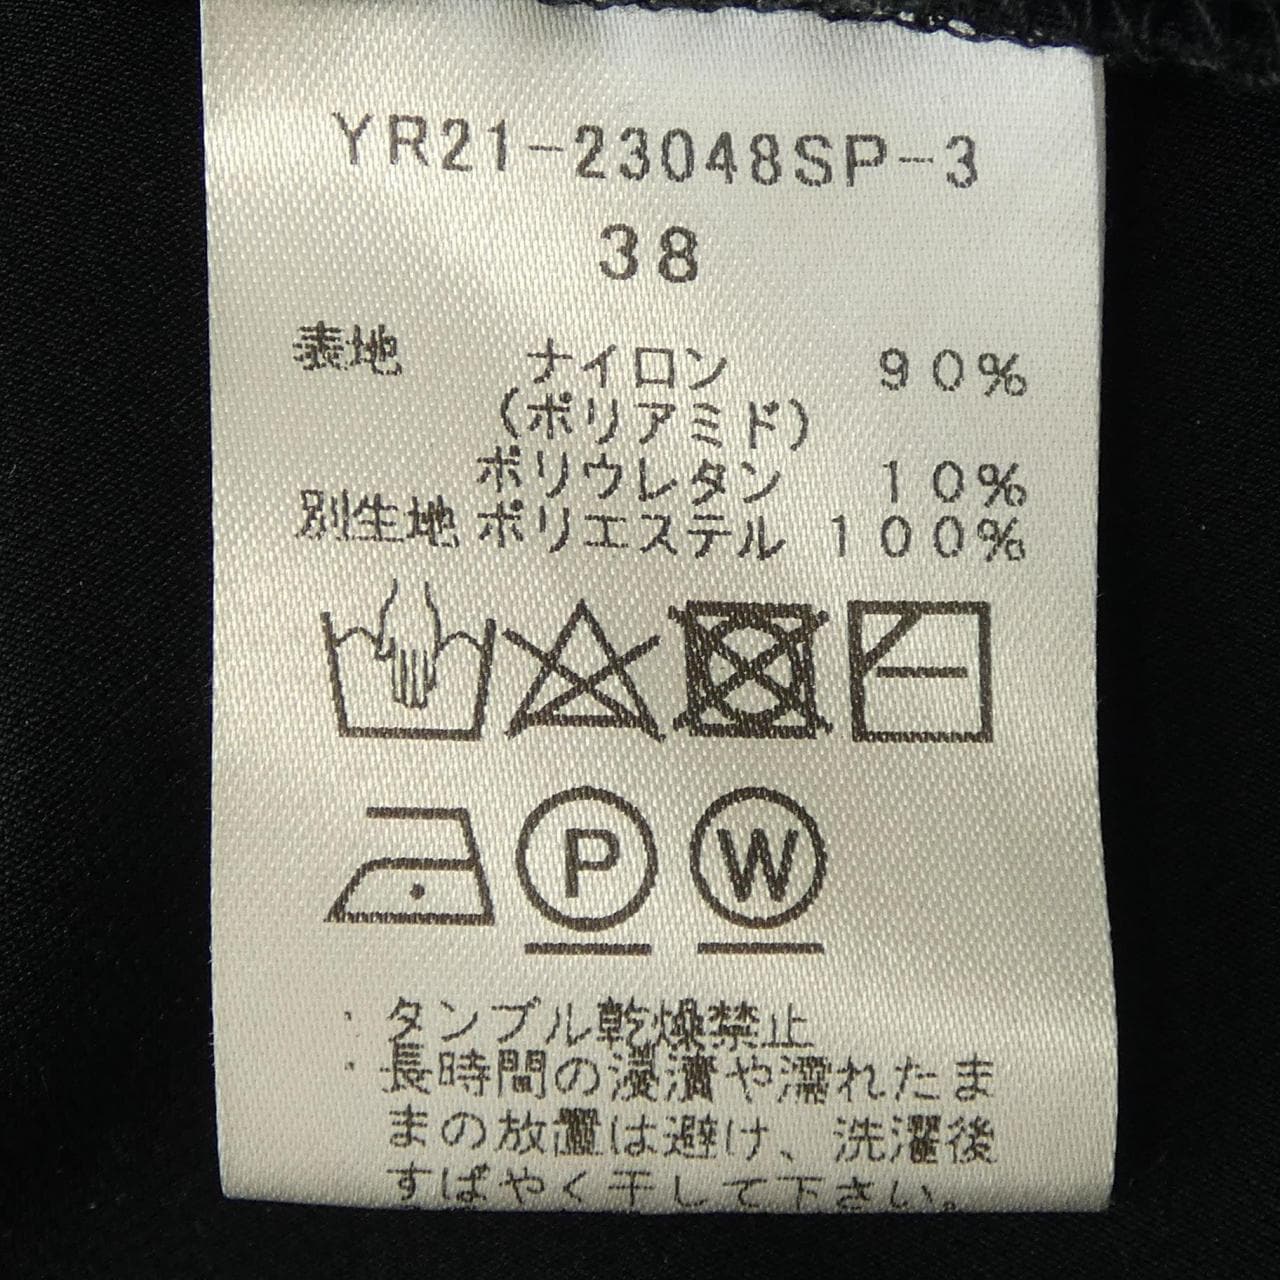 YR21-23048SP-3
38
表地 ナイロン 90%
(ポリアミド)
ポリウレタン 10%
別生地 ポリエステル 100%
P W
・タンブル乾燥禁止
・長時間の浸漬や濡れたま
まの放置は避け、洗濯後
すばやく干して下さい。